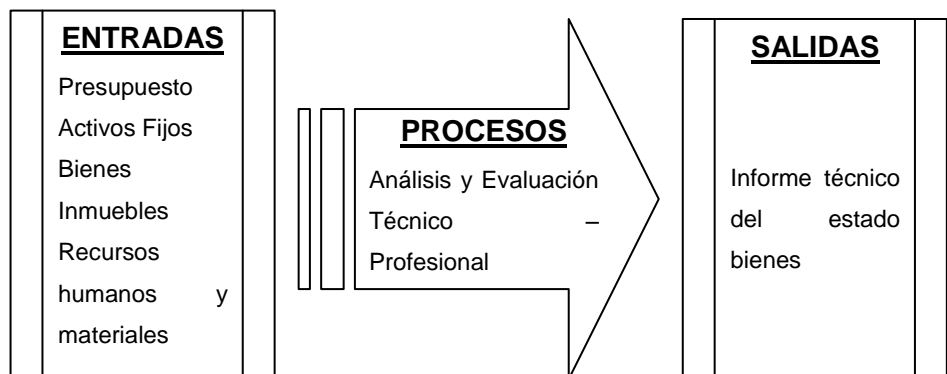 ENTRADAS
Presupuesto
Activos Fijos
Bienes
Inmuebles
Recursos
humanos y
materiales
PROCESOS
Análisis y Evaluación
Técnico –
Profesional
SALIDAS
Informe técnico
del estado
bienes